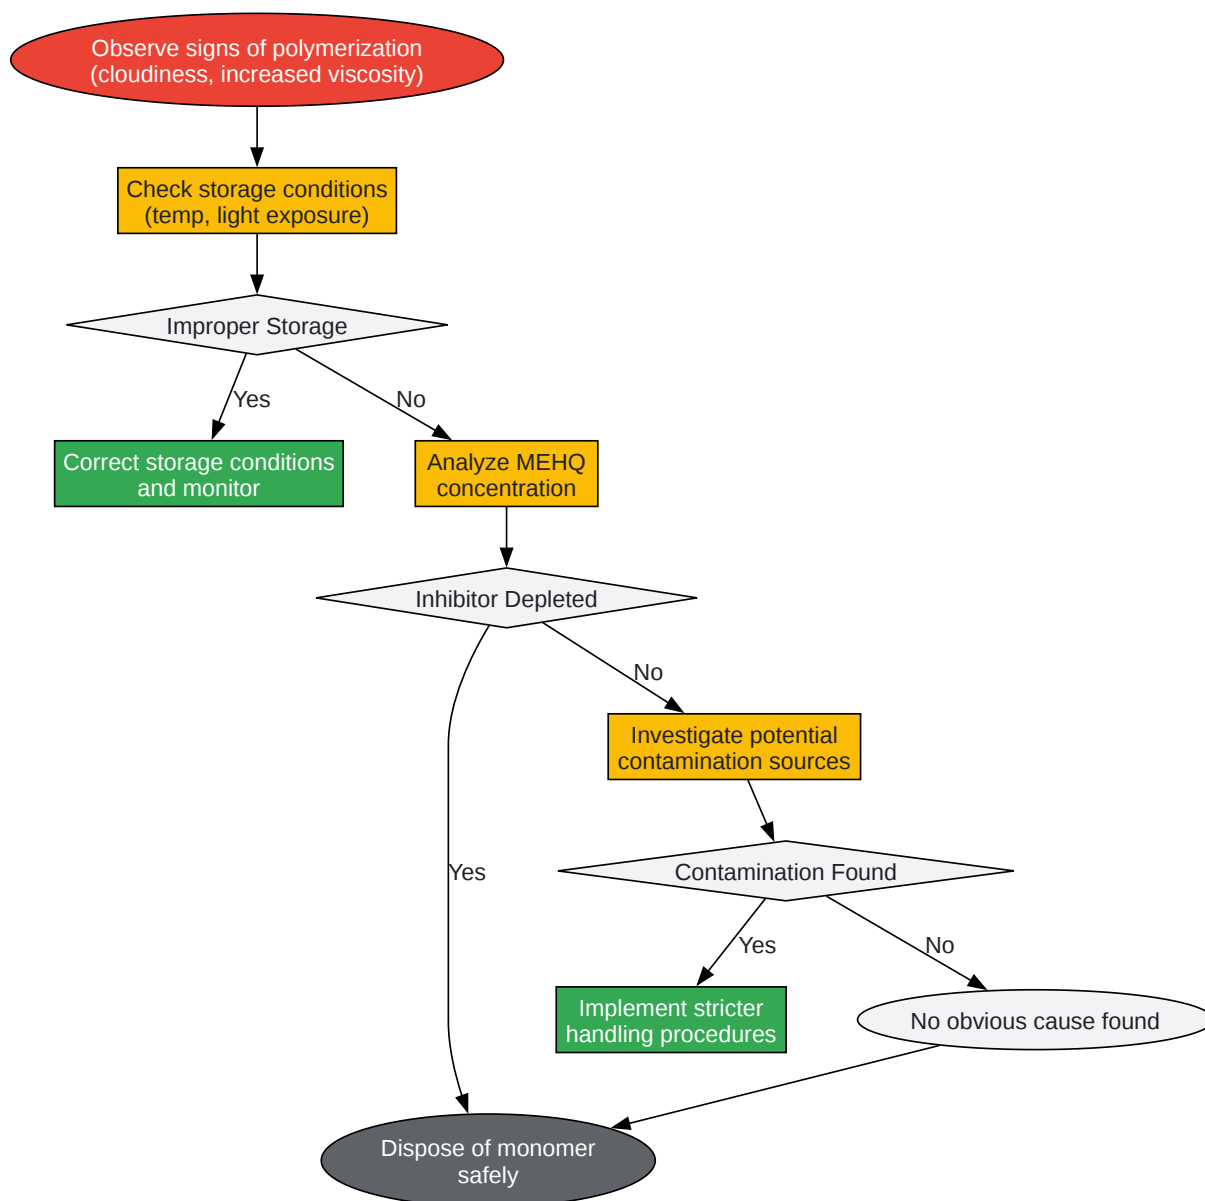 Observe signs of polymerization
(cloudiness, increased viscosity)
Check storage conditions
(temp, light exposure)
Improper Storage
Yes
No
Correct storage conditions
and monitor
Analyze MEHQ
concentration
Inhibitor Depleted
No
Investigate potential
contamination sources
Yes
Contamination Found
Yes
No
Implement stricter
handling procedures
No obvious cause found
Dispose of monomer
safely